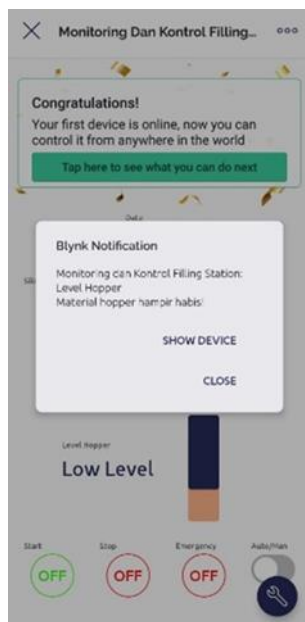 Monitoring Dan Kontrol Filling...
Congratulations!
Your first device is online, now you can
control it from anywhere in the world
Tap here to see what you can do next
Blynk Notification
Monitoring dan Kontrol Filling Station:
Level Hopper
Material hopper hampir habis!
SHOW DEVICE
CLOSE
Level Hopper
Low Level
Start
Stop
Emergency
Auto/Man
OFF
OFF
OFF